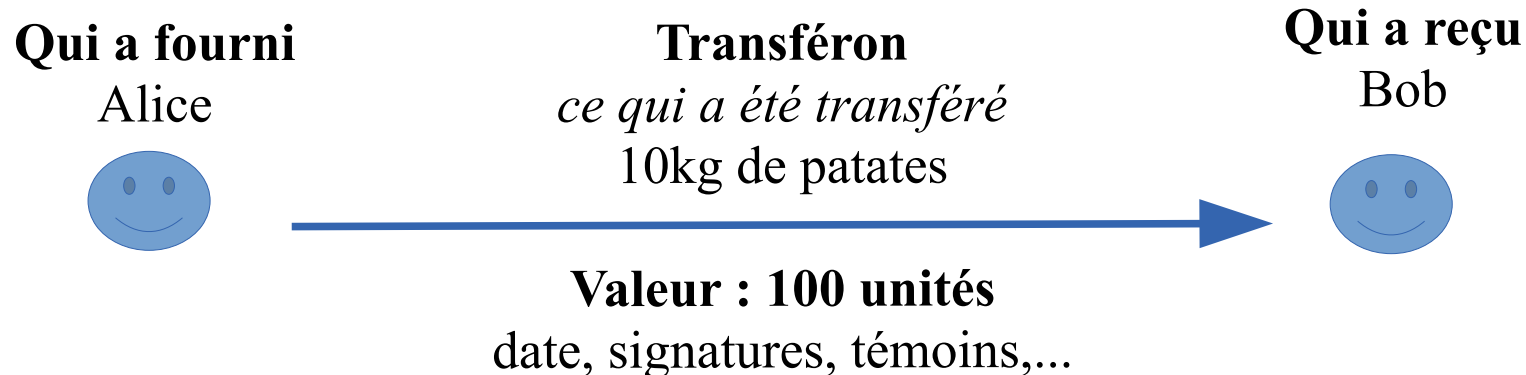 Qui a fourni
Alice
Transféron
ce qui a été transféré
10kg de patates
Valeur : 100 unités
date, signatures, témoins,...
Qui a reçu
Bob